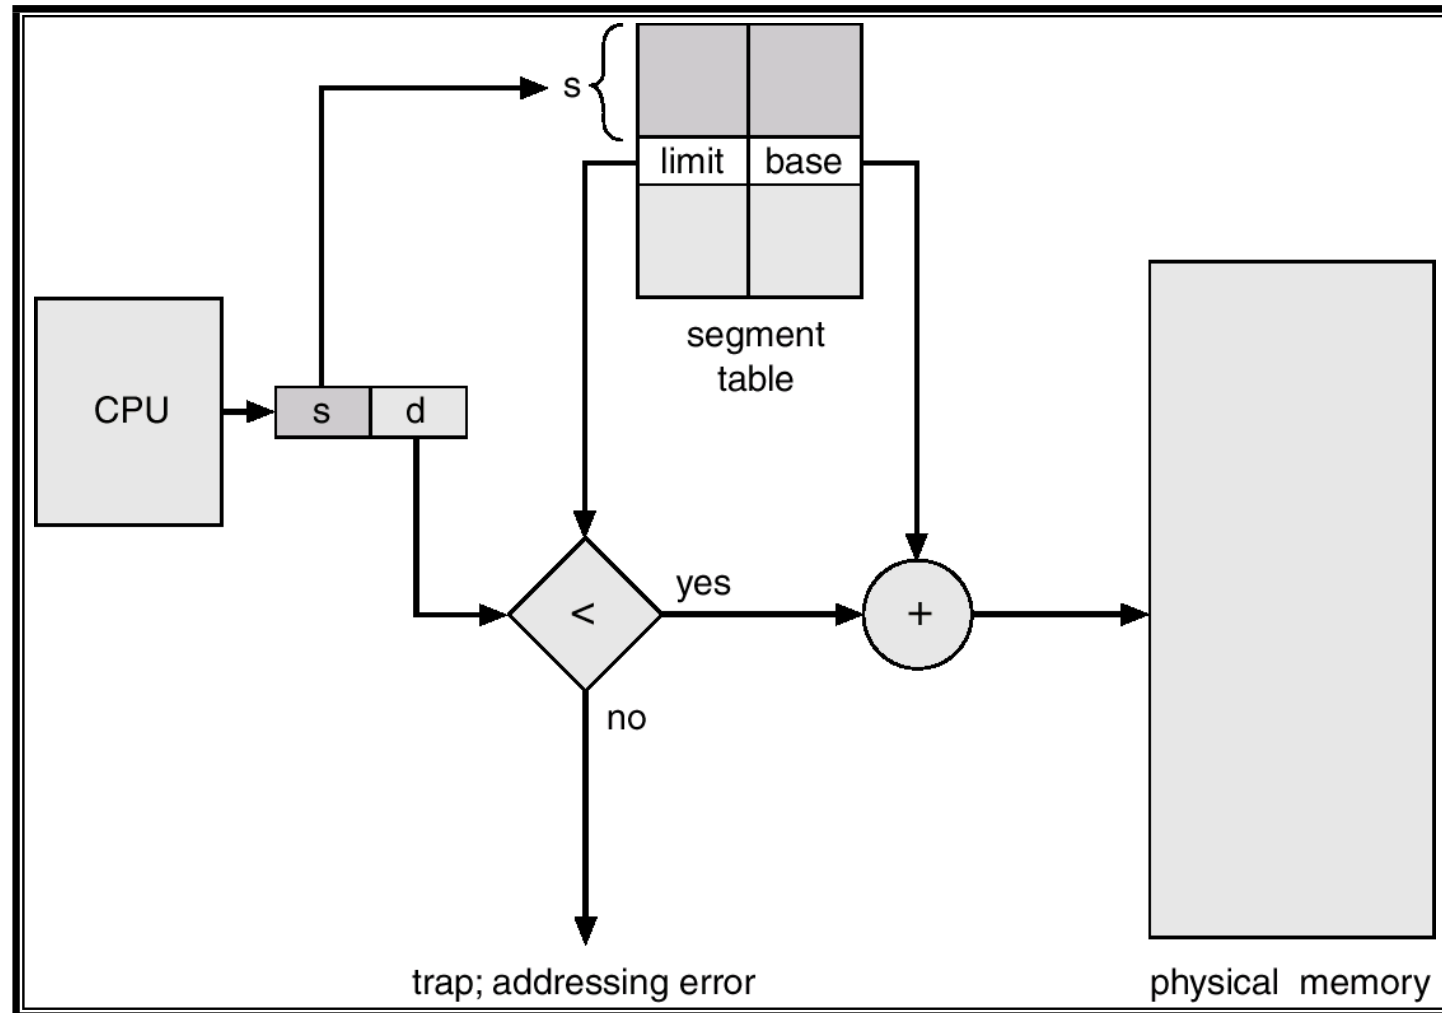 s
limit base
segment
table
CPU
s d
yes
<
+
no
trap; addressing error
physical memory